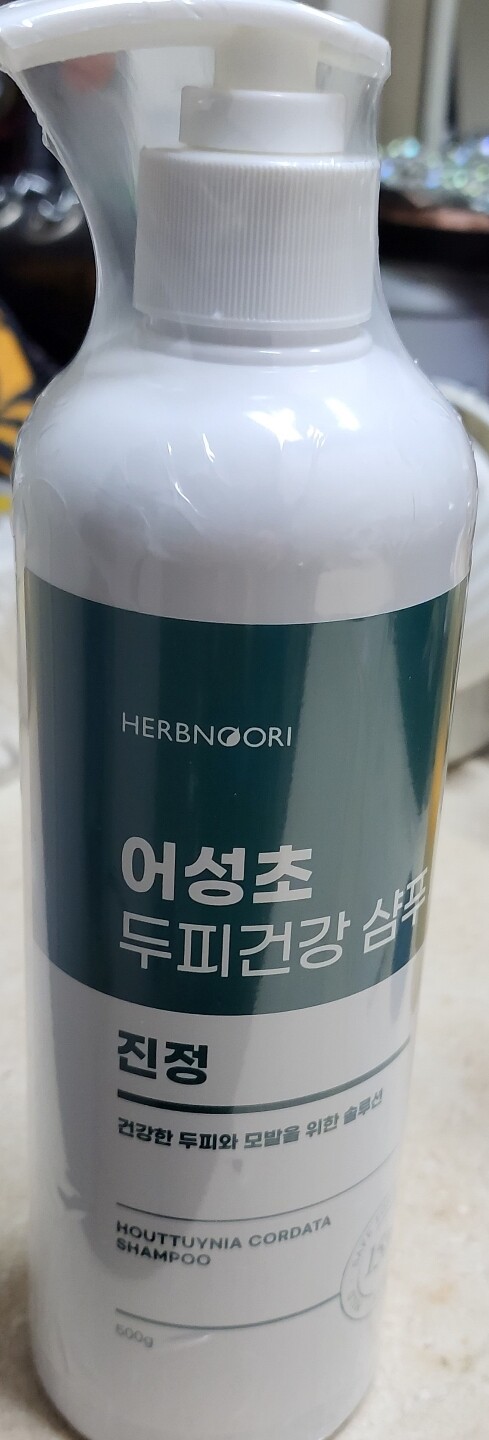 HERBNOORI
어성초
두피건강 샴푸
진정
건강한 두피와 모발을 위한 솔루션
HOUTTUYNIA CORDATA
SHAMPOO
500g